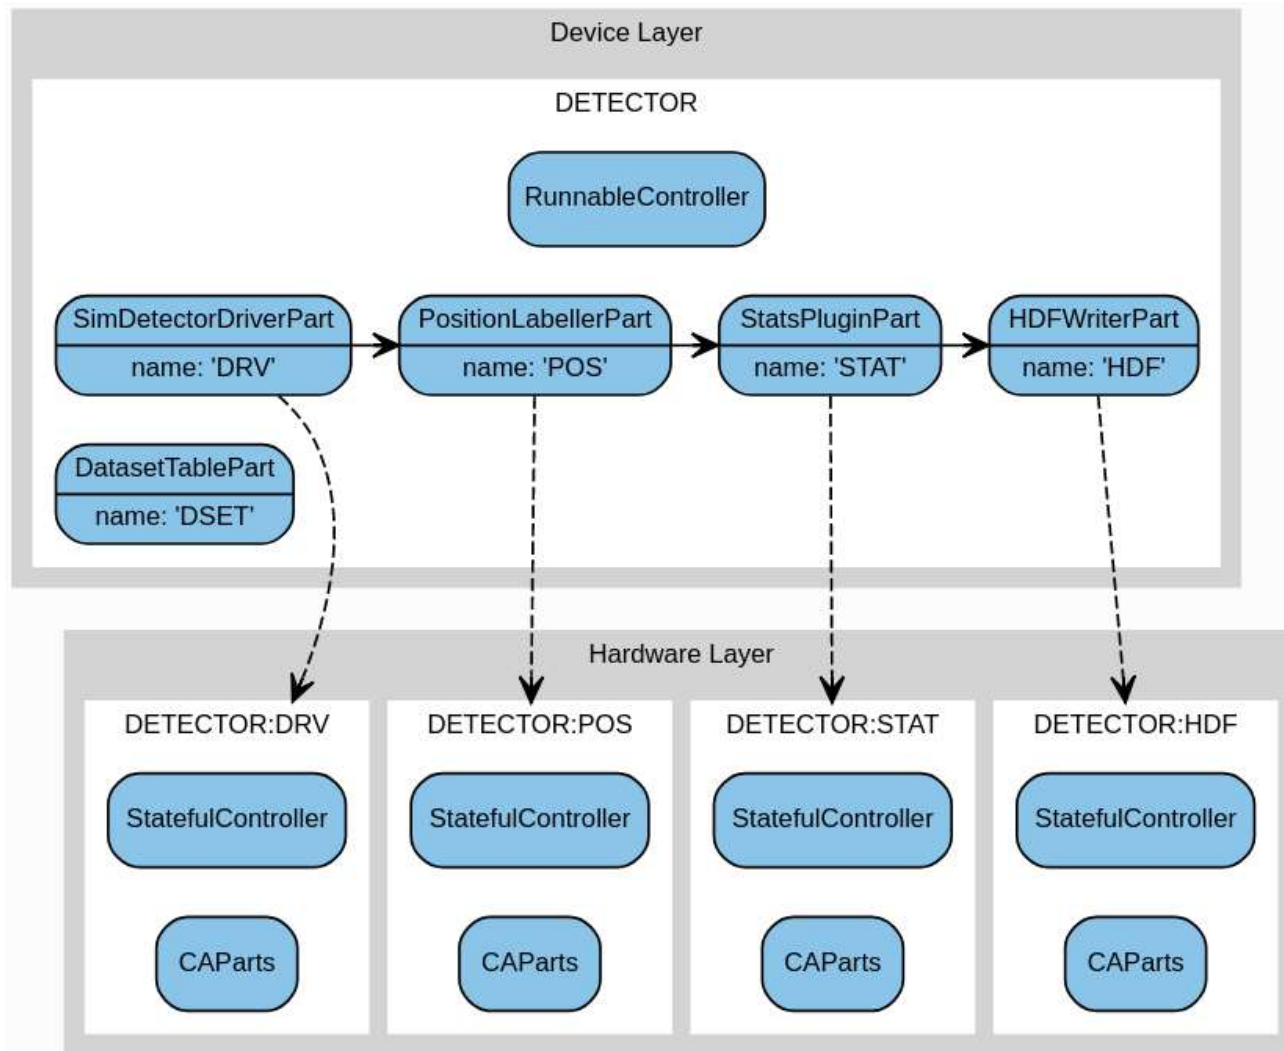 Device Layer
DETECTOR
RunnableController
SimDetectorDriverPart
name: 'DRV'
PositionLabellerPart
name: 'POS'
StatsPluginPart
name: 'STAT'
HDFWriterPart
name: 'HDF'
DatasetTablePart
name: 'DSET'
Hardware Layer
DETECTOR:DRV
StatefulController
CAParts
DETECTOR:POS
StatefulController
CAParts
DETECTOR:STAT
StatefulController
CAParts
DETECTOR:HDF
StatefulController
CAParts